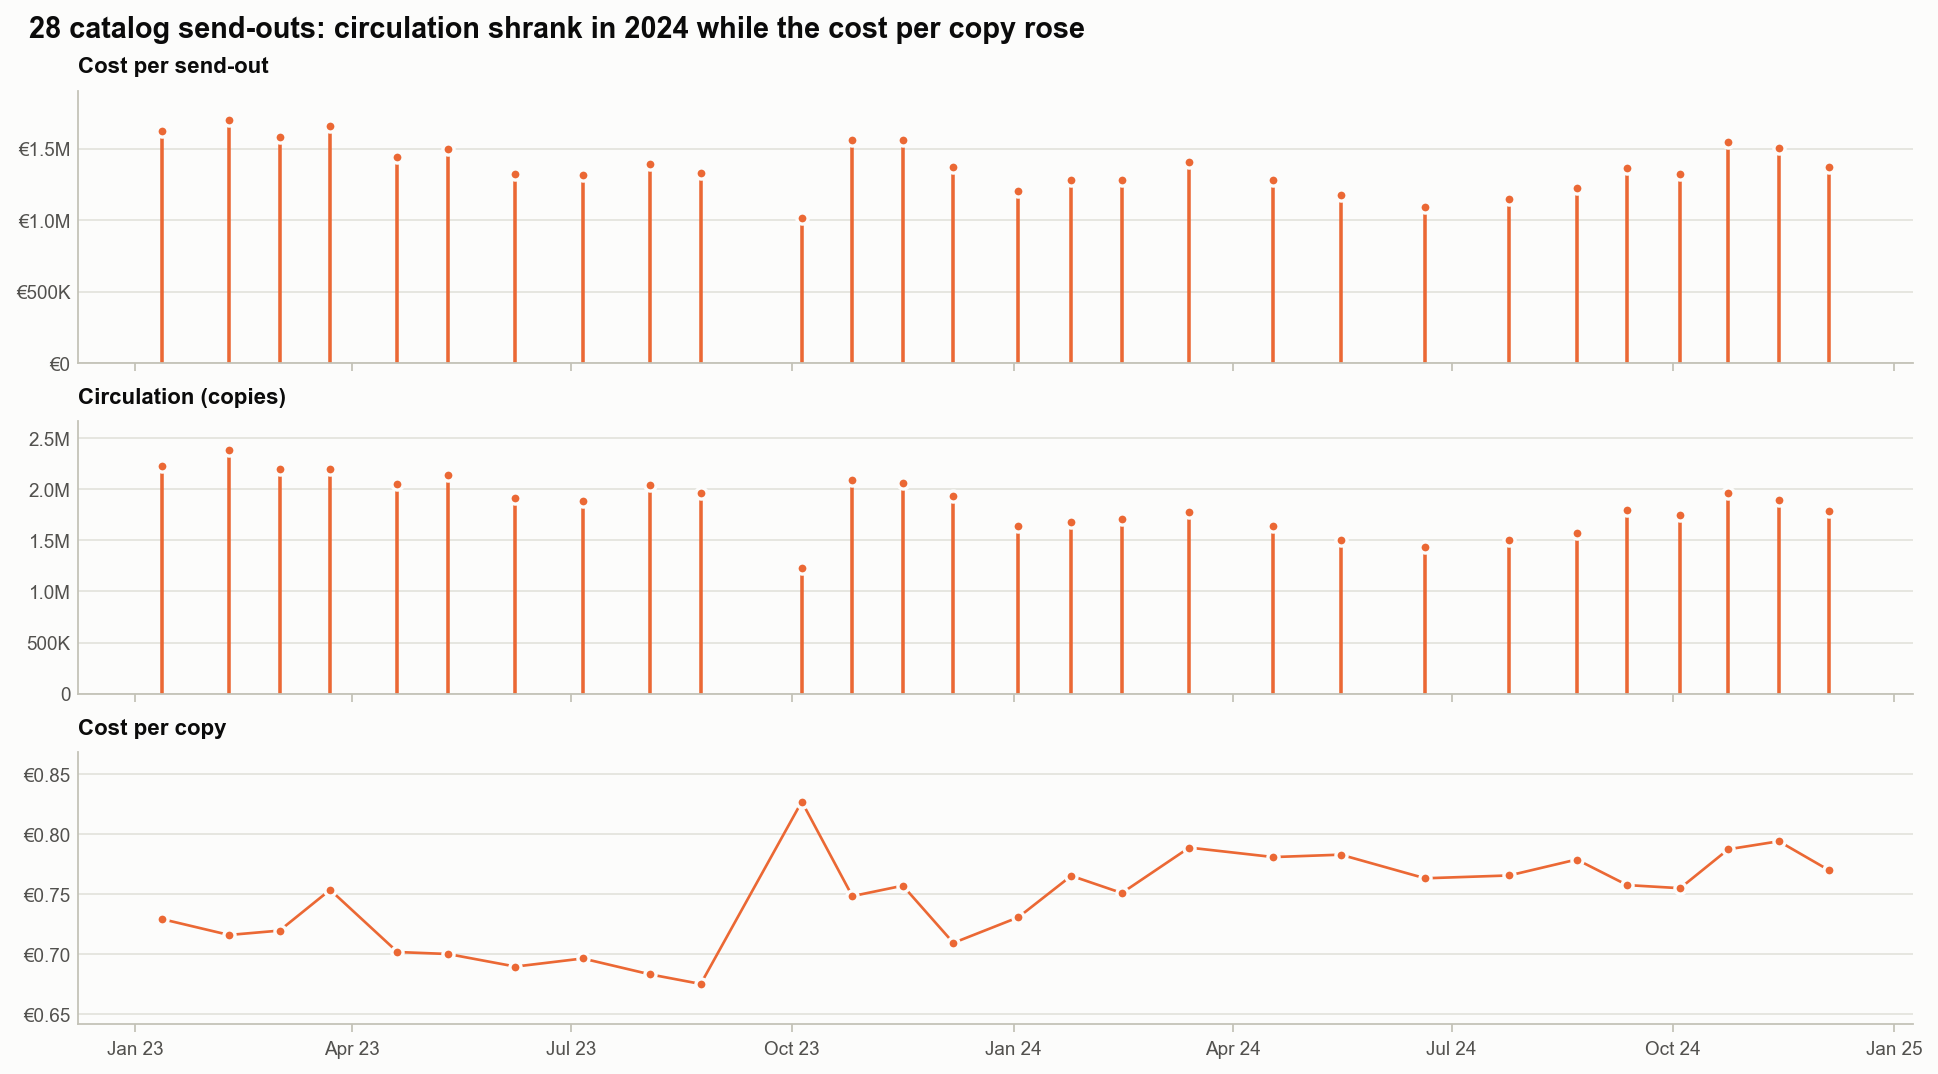 28 catalog send-outs: circulation shrank in 2024 while the cost per copy rose
Cost per send-out
€1.5M
€1.0M
€500K
€0
Circulation (copies)
2.5M
2.0M
1.5M
1.0M
500K
0
Cost per copy
€0.85
€0.80
€0.75
€0.70
€0.65
Jan 23 Apr 23 Jul 23 Oct 23 Jan 24 Apr 24 Jul 24 Oct 24 Jan 25